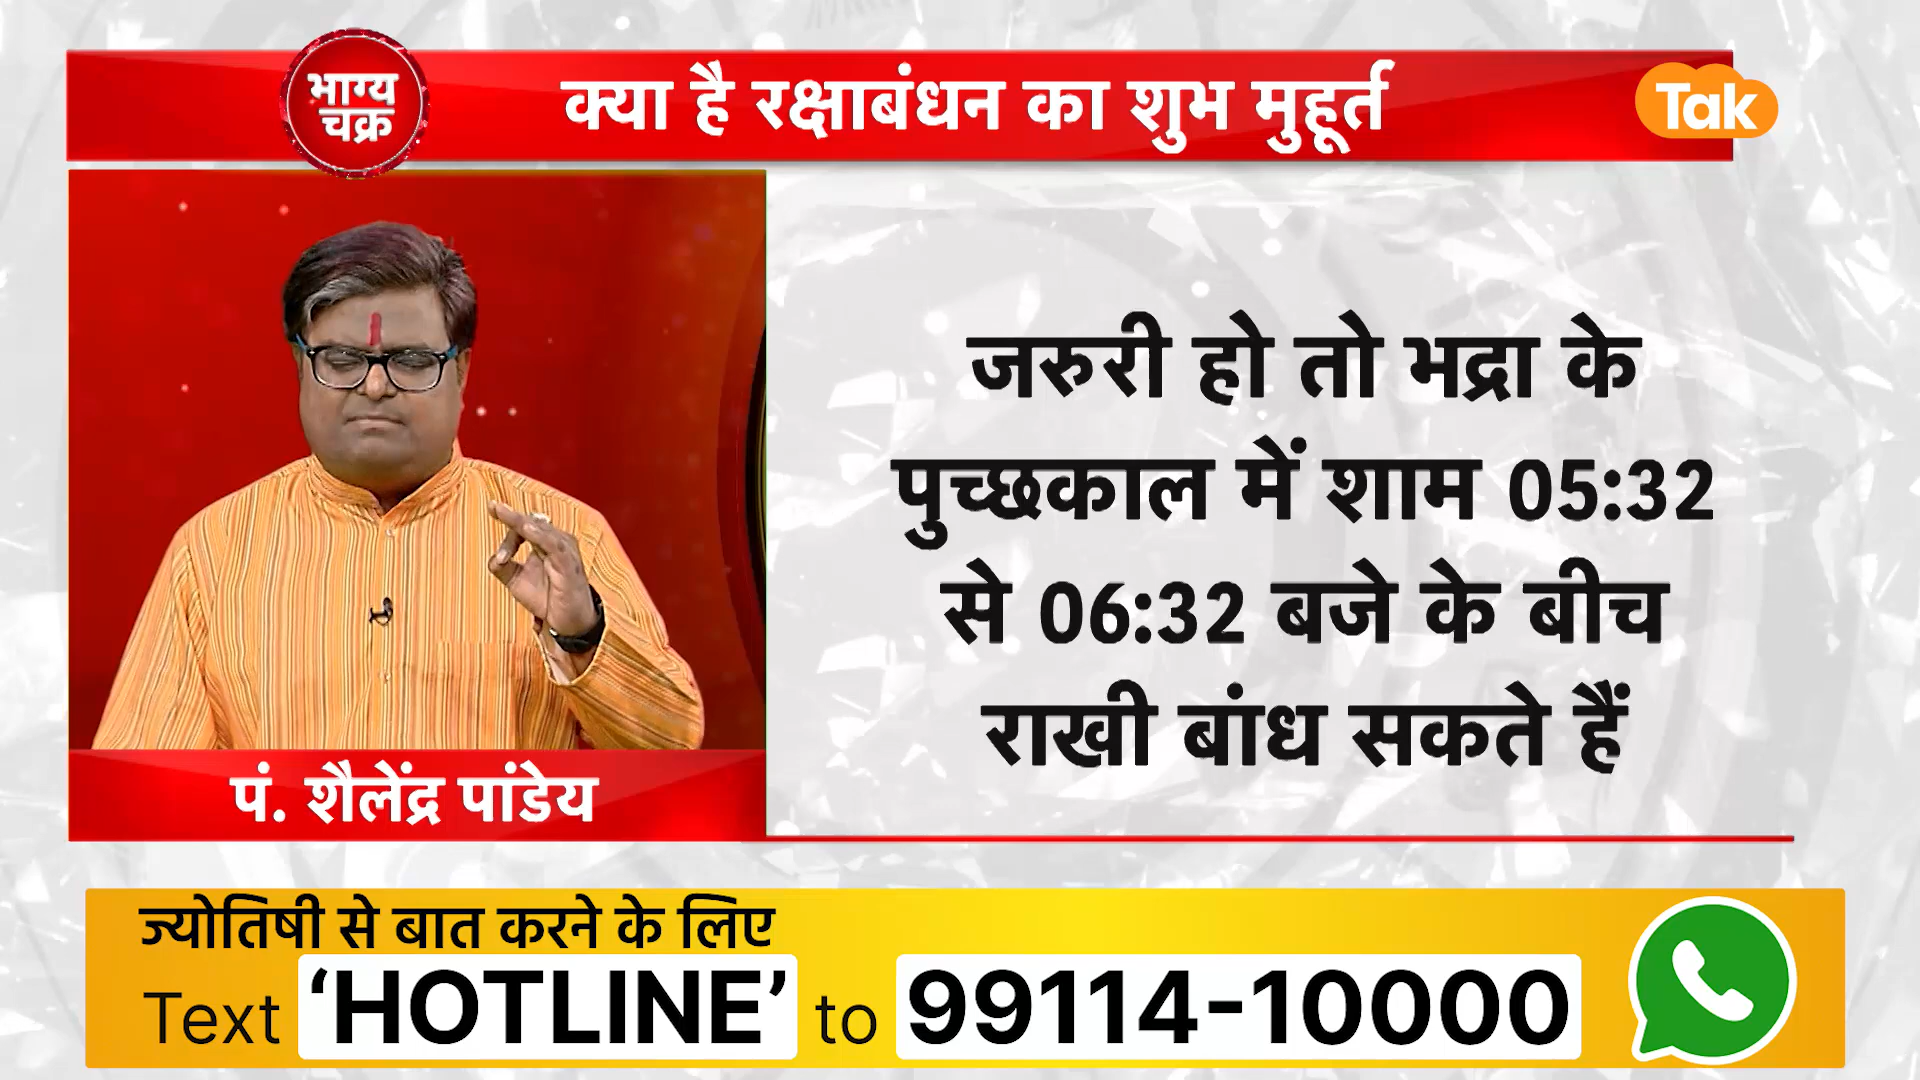 भाग्य
चक्र
क्या है रक्षाबंधन का शुभ मुहूर्त
Tak
जरुरी हो तो भद्रा के
पुच्छकाल में शाम 05:32
से 06:32 बजे के बीच
राखी बांध सकते हैं
पं. शैलेंद्र पांडेय
ज्योतिषी से बात करने के लिए
Text ‘HOTLINE’ to 99114-10000